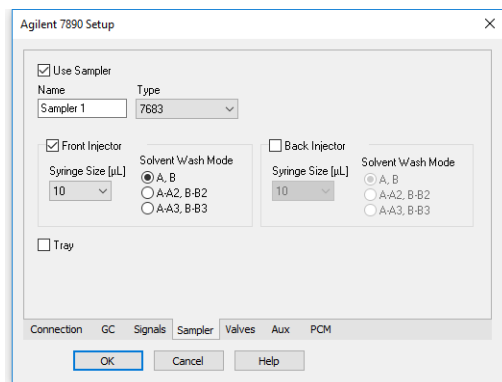 Agilent 7890 Setup
Use Sampler
Name Type
Sampler 1 7683
Front Injector
Syringe Size [µL]
10
Solvent Wash Mode
A, B
A-A2, B-B2
A-A3, B-B3
Back Injector
Syringe Size [µL]
10
Solvent Wash Mode
A, B
A-A2, B-B2
A-A3, B-B3
Tray
Connection GC Signals Sampler Valves Aux PCM
OK Cancel Help